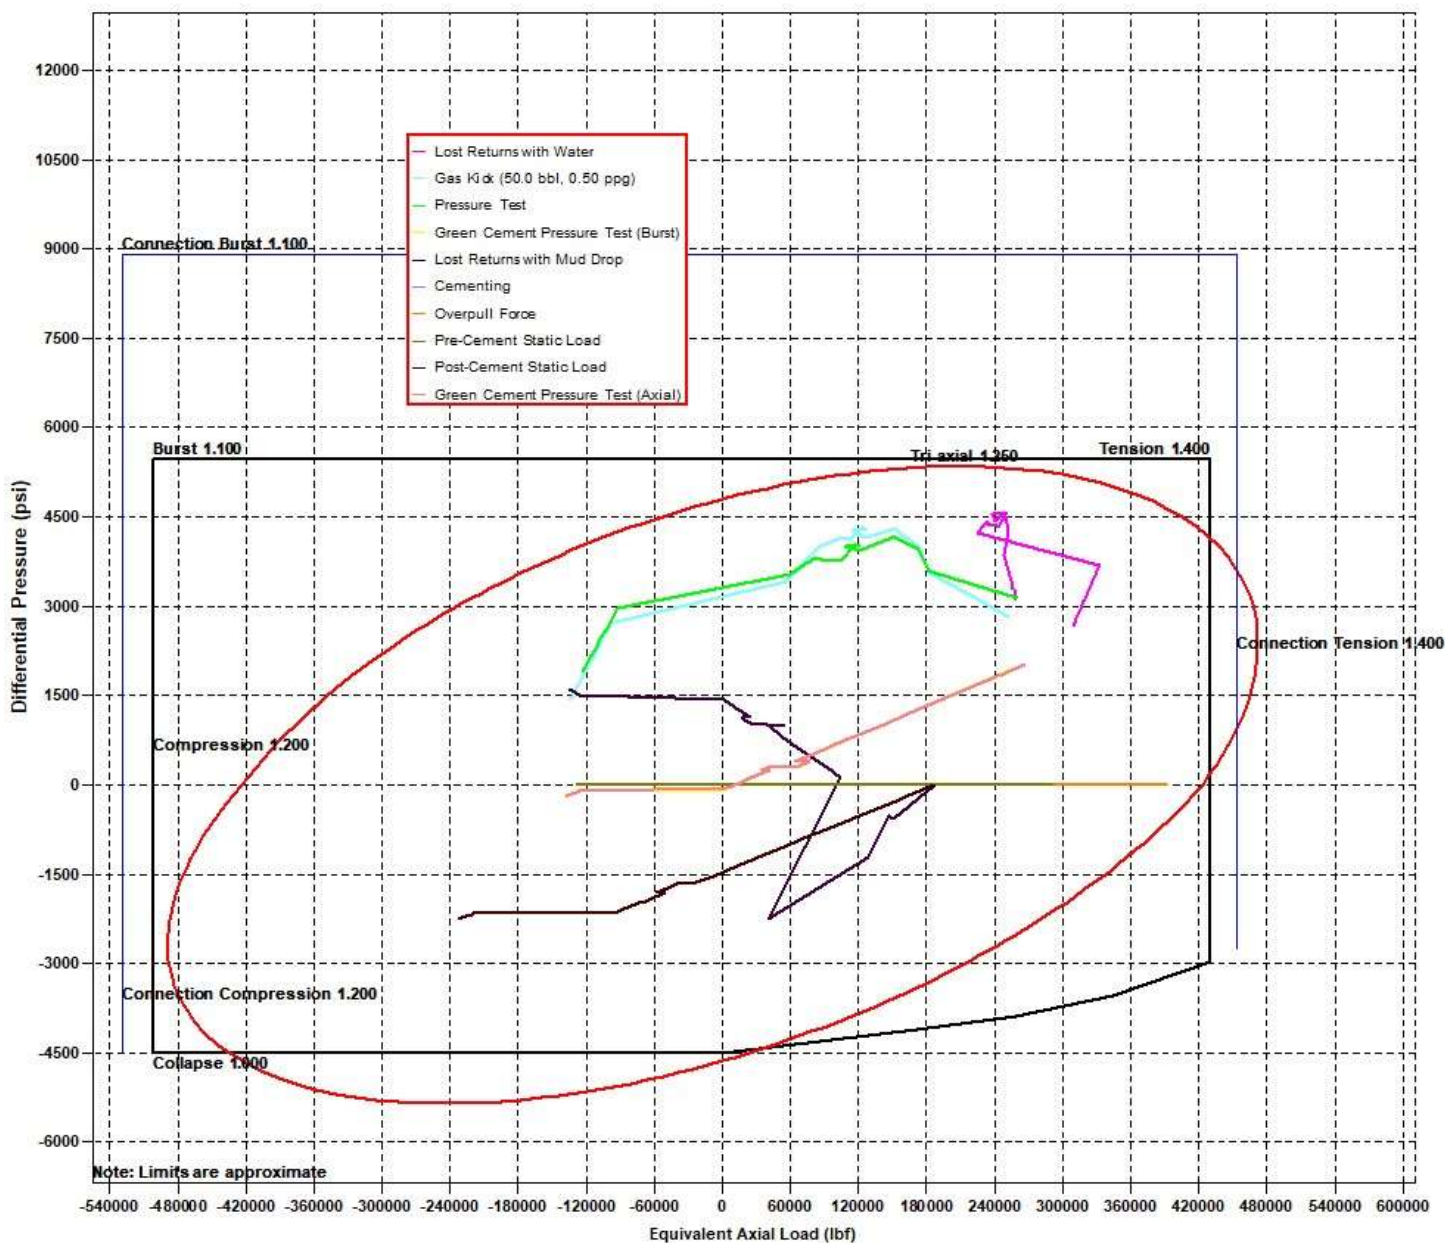 12000
10500
9000
7500
6000
4500
3000
1500
0
-1500
-3000
-4500
-6000
Differential Pressure (psi)
Lost Returns with Water
Gas Kick (50.0 bbl, 0.50 ppg)
Pressure Test
Green Cement Pressure Test (Burst)
Lost Returns with Mud Drop
Cementing
Overpull Force
Pre-Cement Static Load
Post-Cement Static Load
Green Cement Pressure Test (Axial)
Connection Burst 1.100
Burst 1.100
Tri-axial 1.250
Tension 1.400
Connection Tension 1.400
Compression 1.200
Connection Compression 1.200
Collapse 1.000
Note: Limits are approximate
-540000 -480000 -420000 -360000 -300000 -240000 -180000 -120000 -60000 0 60000 120000 180000 240000 300000 360000 420000 480000 540000 600000
Equivalent Axial Load (lbf)